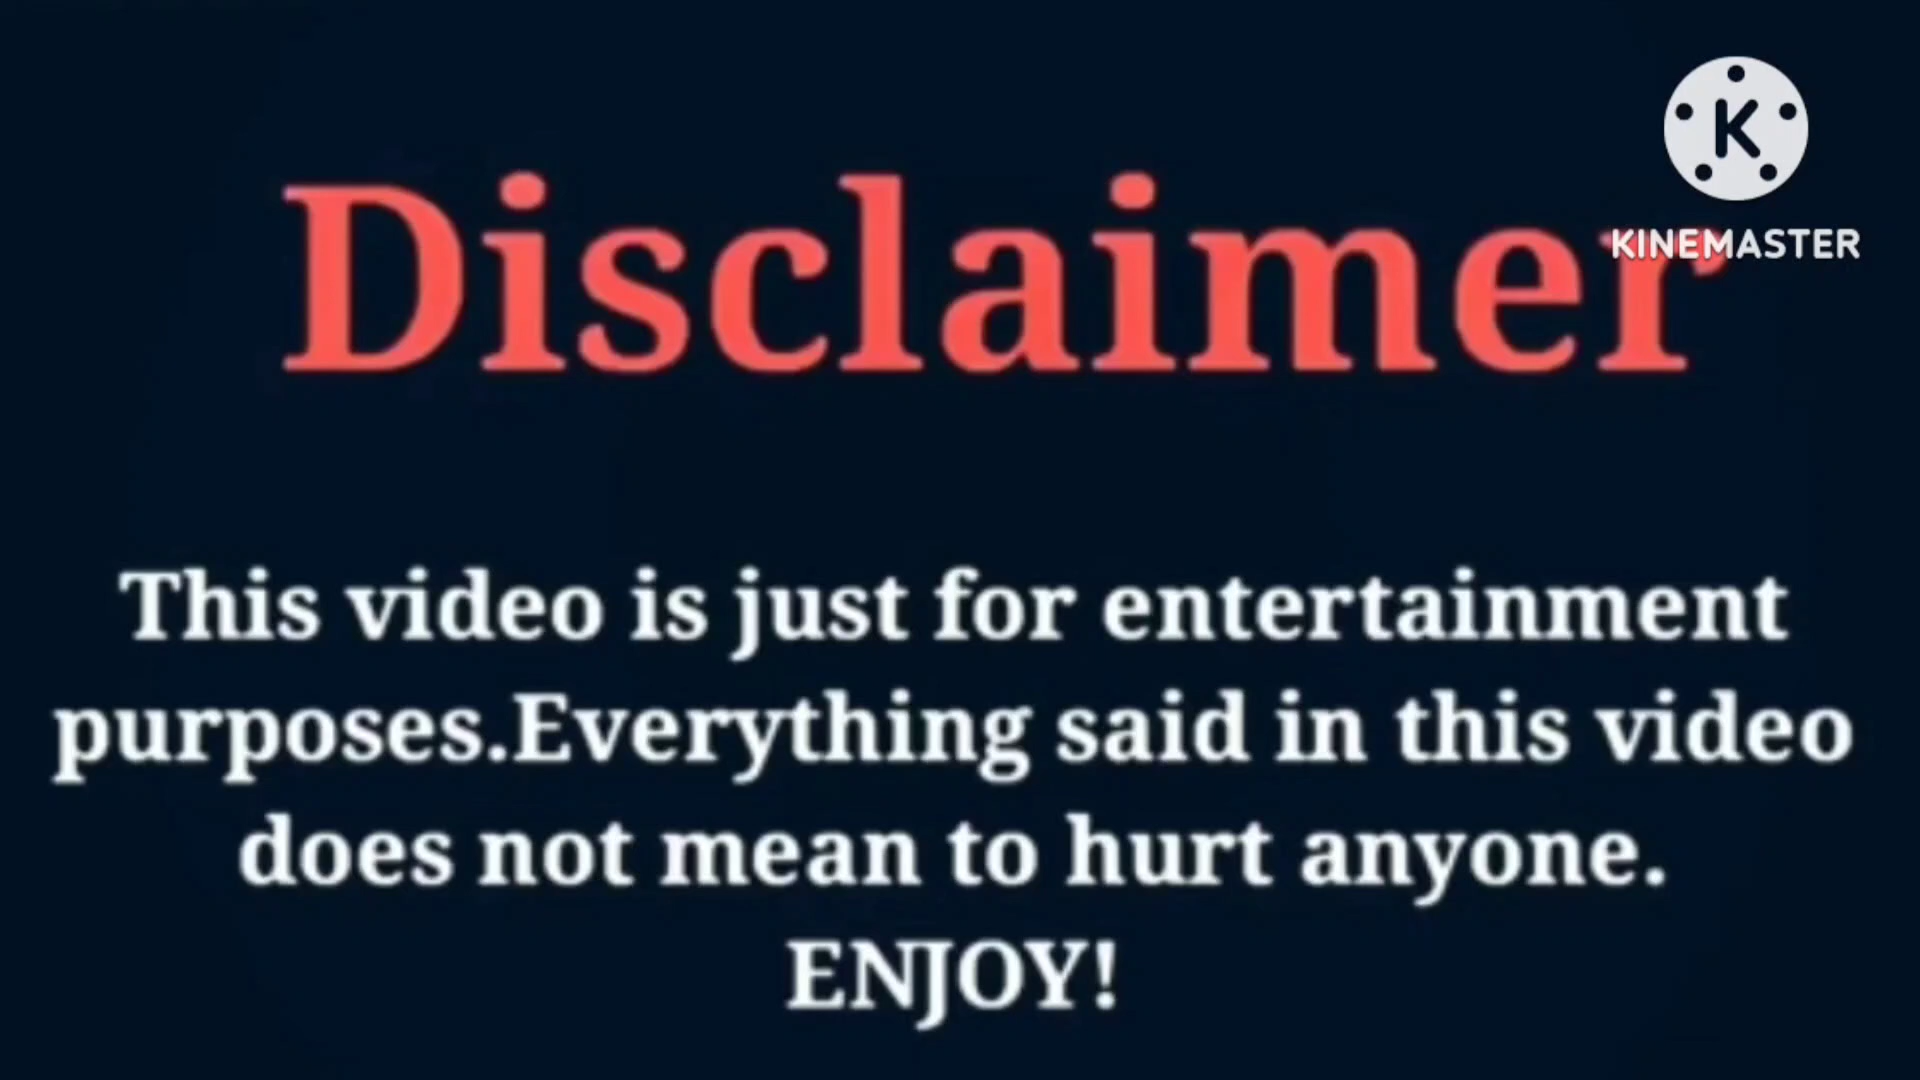 K
KINEMASTER
Disclaimer
This video is just for entertainment
purposes.Everything said in this video
does not mean to hurt anyone.
ENJOY!